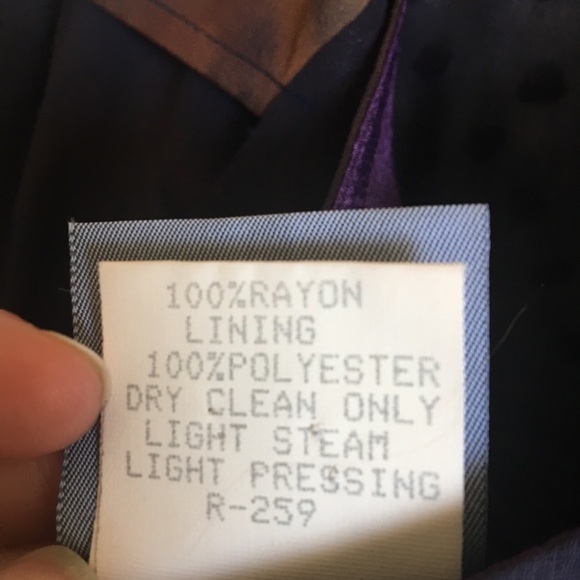 100%RAYON
LINING
100%POLYESTER
DRY CLEAN ONLY
LIGHT STEAM
LIGHT PRESSING
R-259